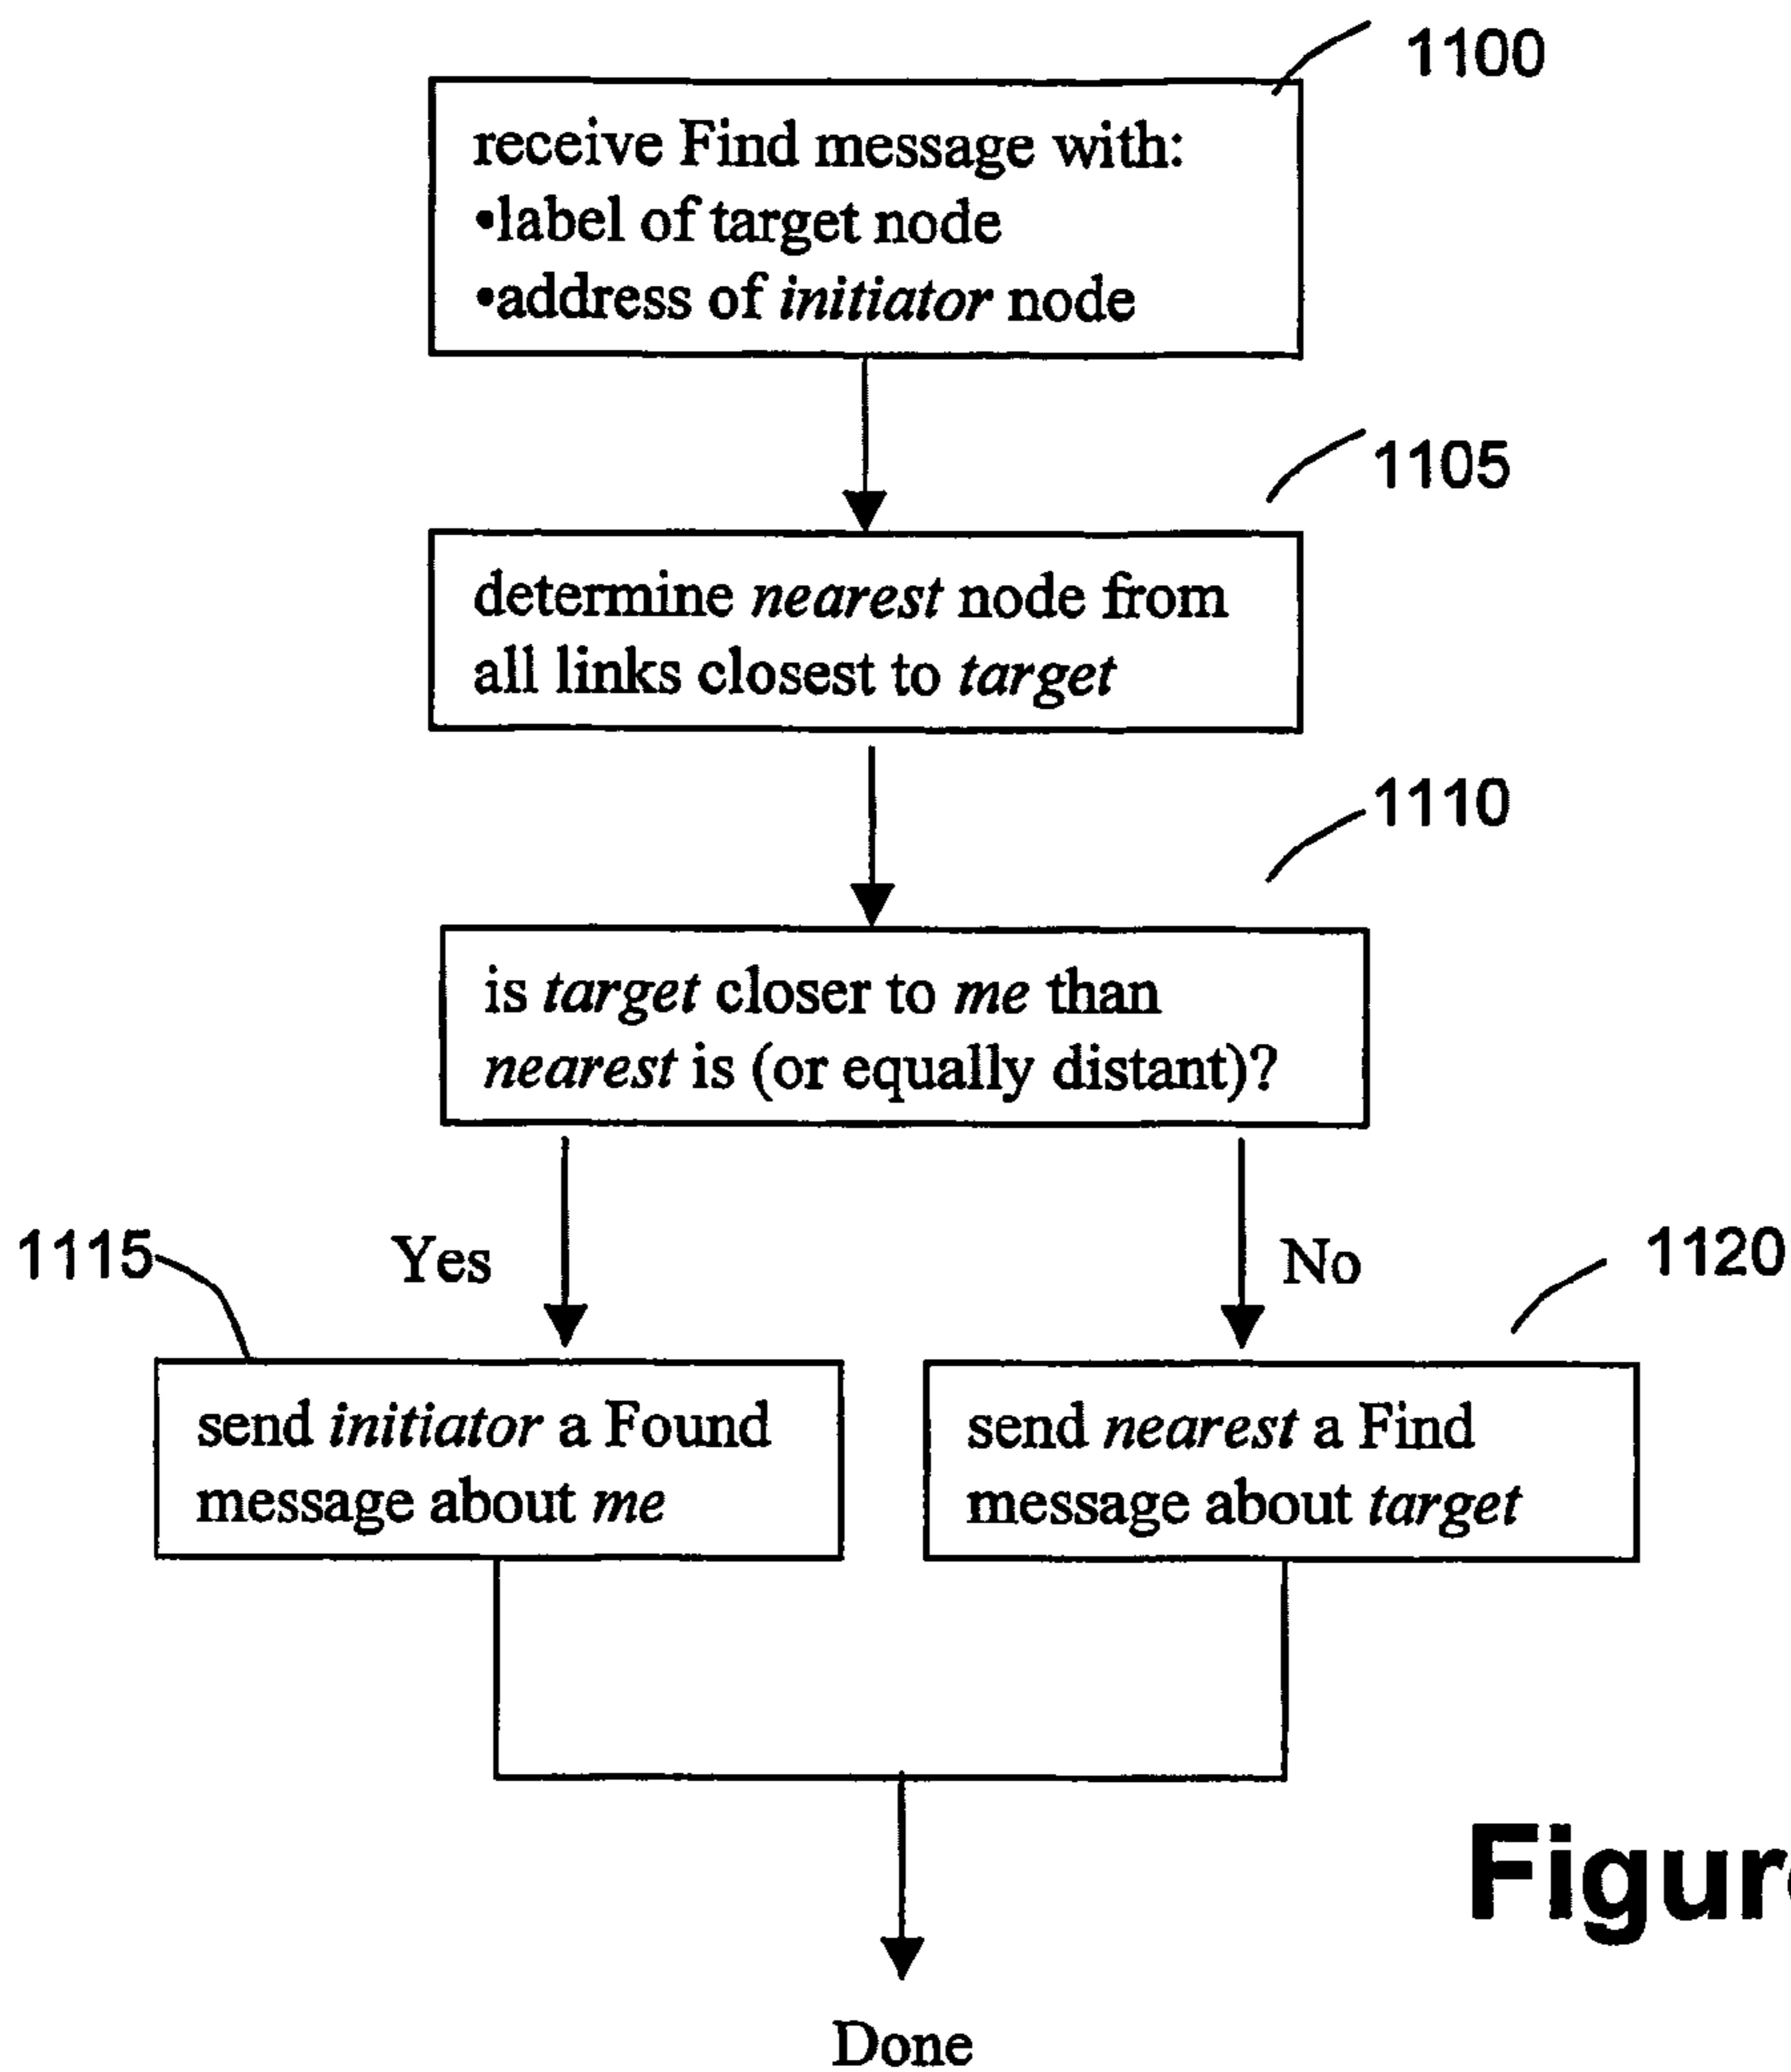 1100
receive Find message with:
•label of target node
•address of initiator node
1105
determine nearest node from
all links closest to target
1110
is target closer to me than
nearest is (or equally distant)?
1115
Yes
No
1120
send initiator a Found
message about me
send nearest a Find
message about target
Done